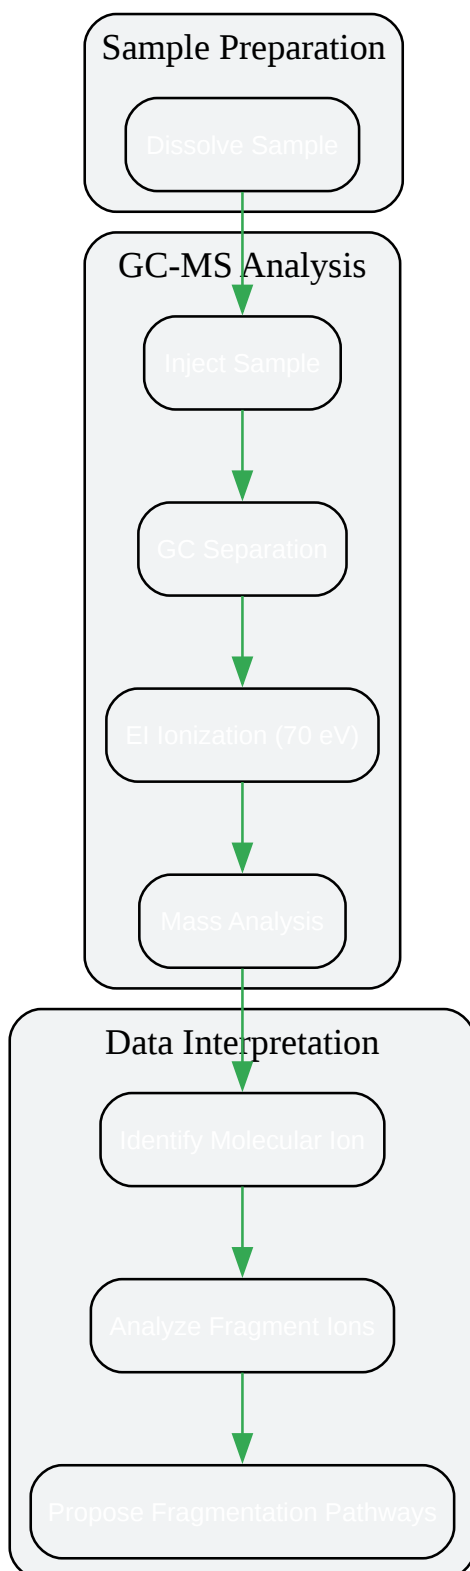 Sample Preparation
Dissolve Sample
GC-MS Analysis
Inject Sample
GC Separation
EI Ionization (70 eV)
Mass Analysis
Data Interpretation
Identify Molecular Ion
Analyze Fragment Ions
Propose Fragmentation Pathways